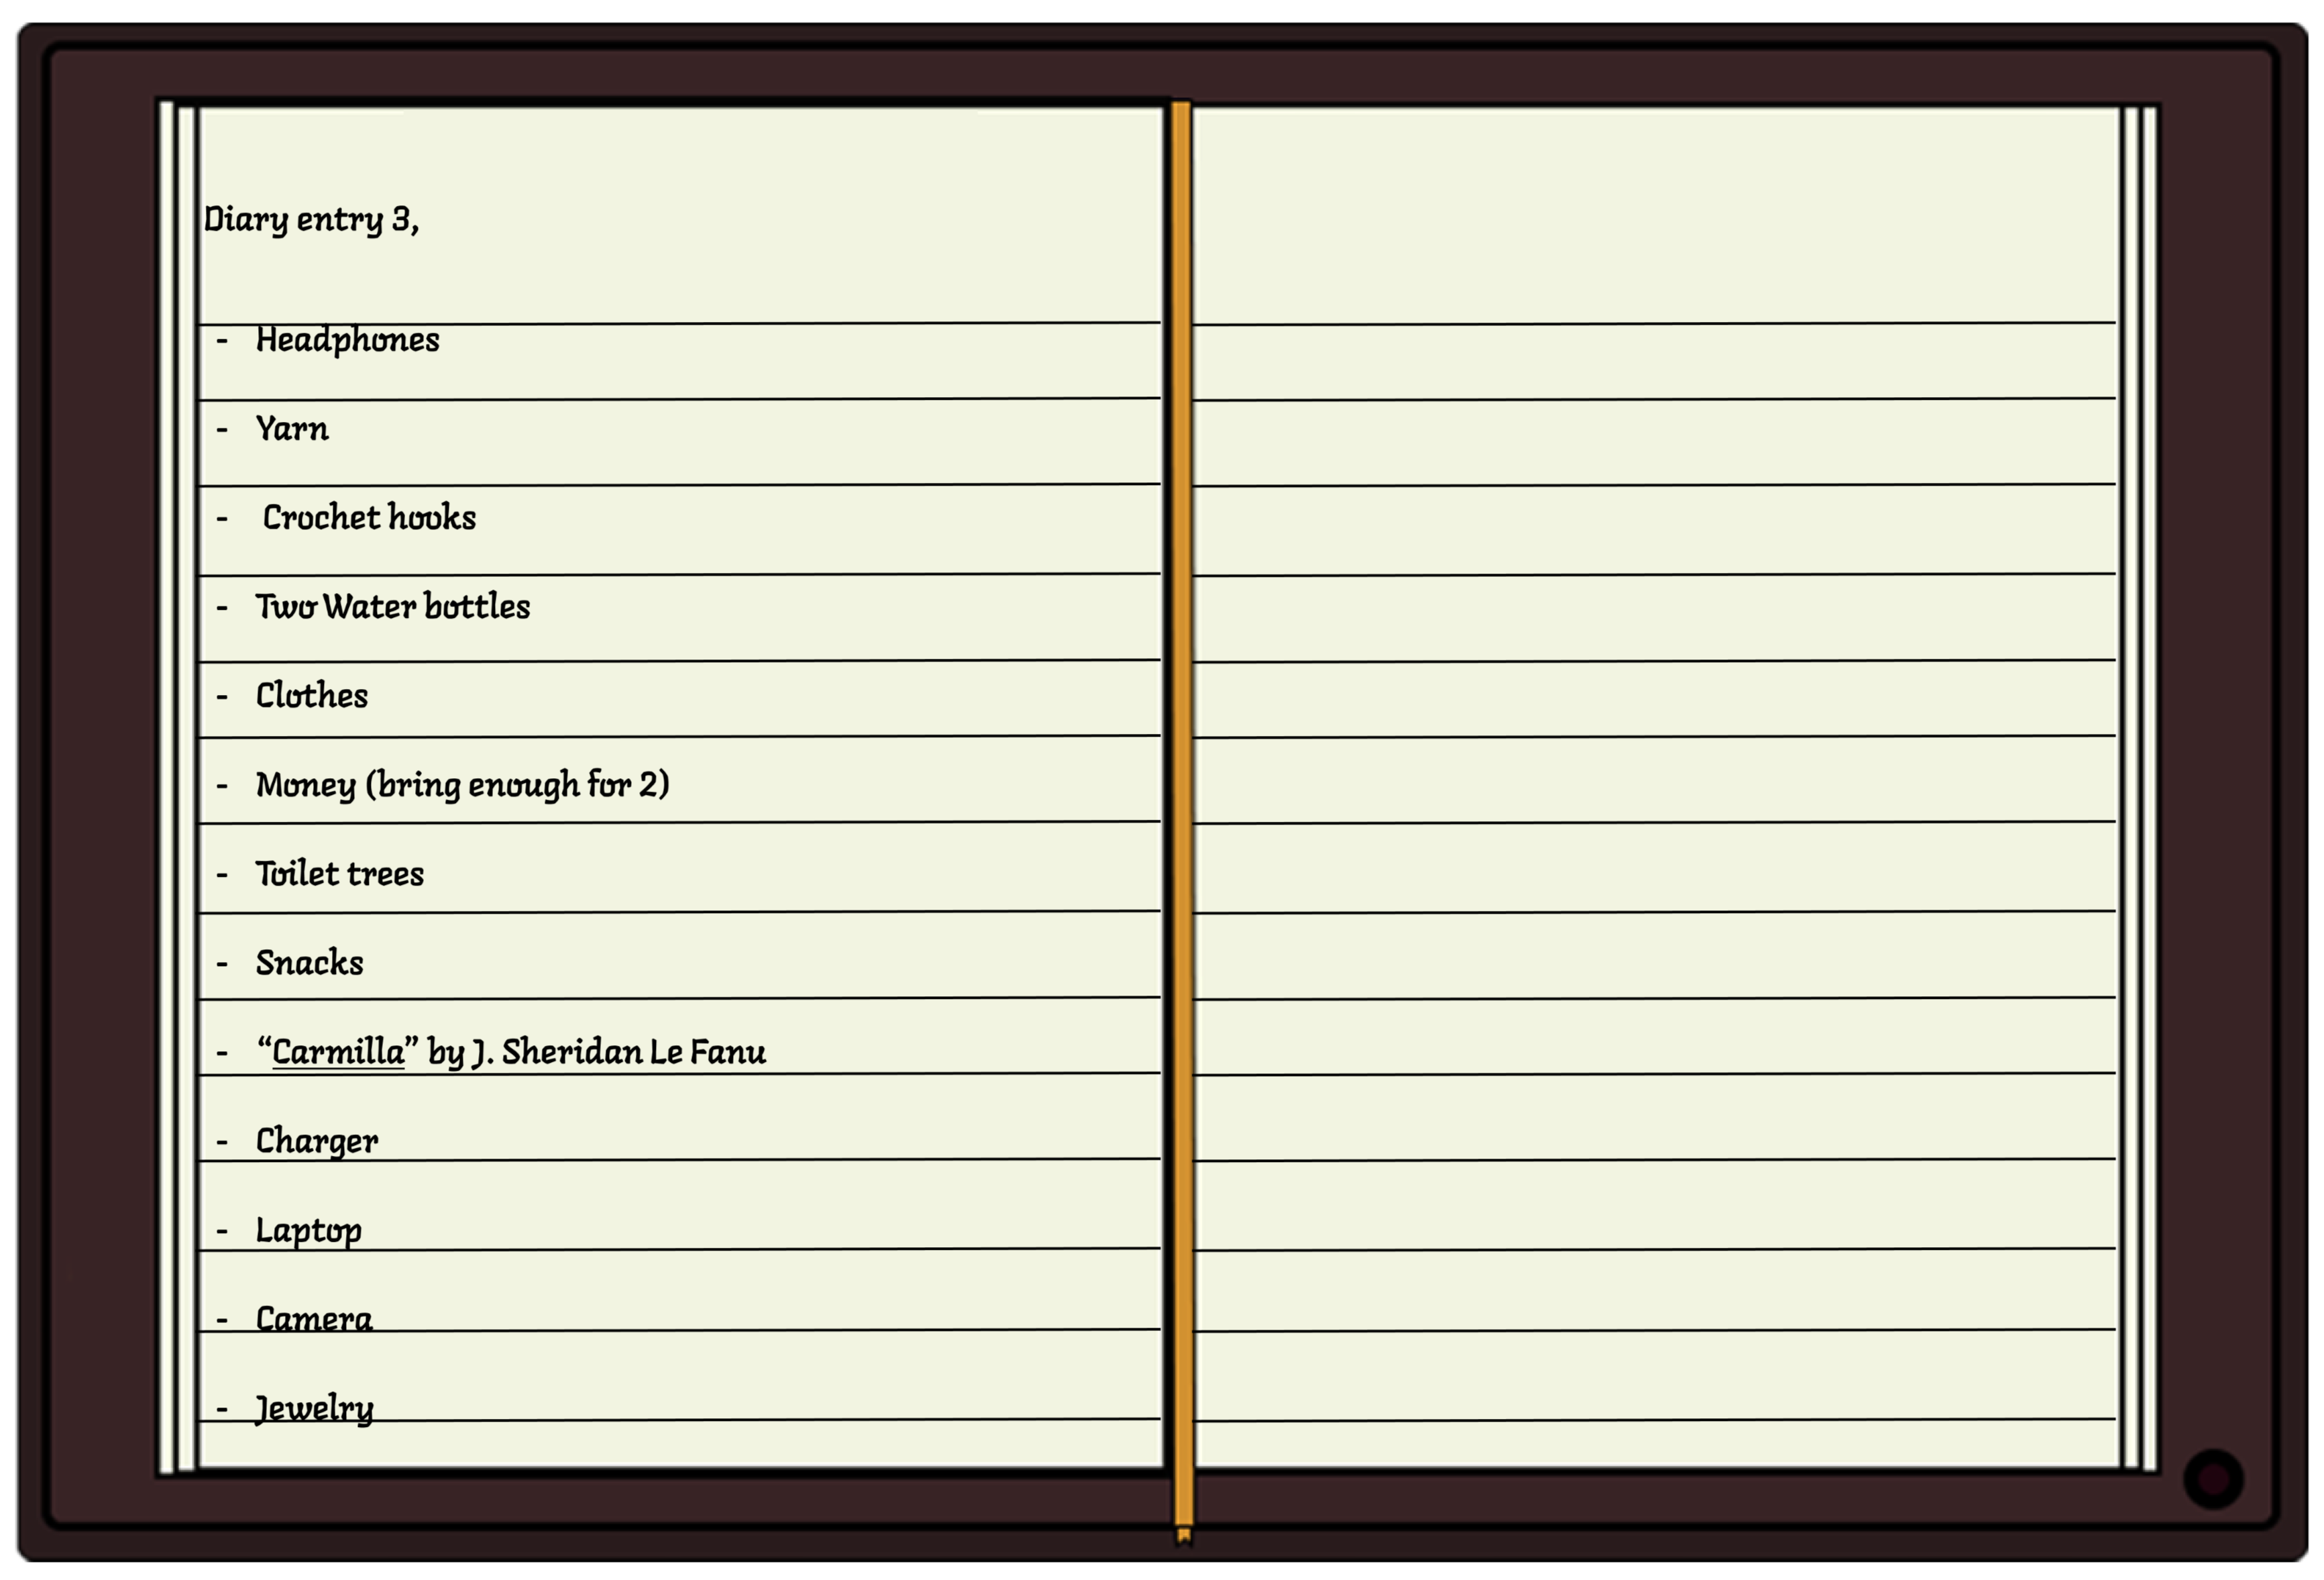 Diary entry 3,
- Headphones
- Yarn
- Crochet hooks
- Two Water bottles
- Clothes
- Money (bring enough for 2)
- Toilet trees
- Snacks
- “Carmilla” by J. Sheridan Le Fanu
- Charger
- Laptop
- Camera
- Jewelry